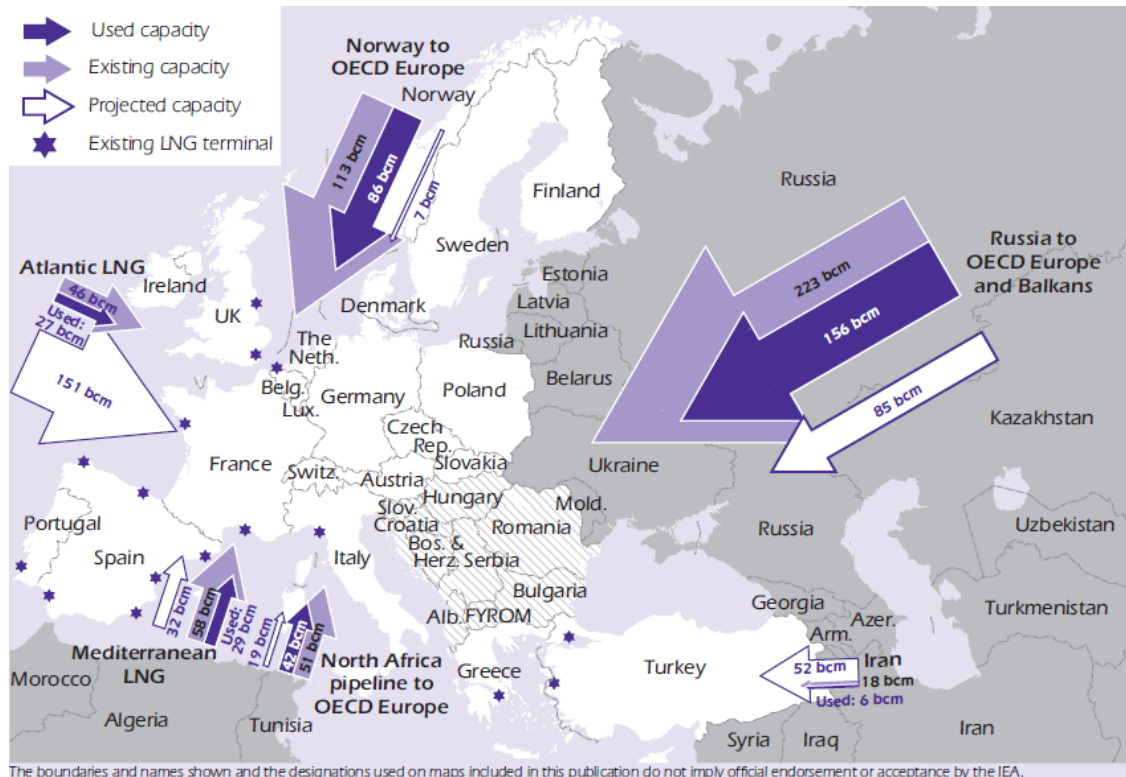 Used capacity
Existing capacity
Projected capacity
Existing LNG terminal
Norway to
OECD Europe
Norway
113 bcm
86 bcm
7 bcm
Finland
Sweden
Russia
Russia to
OECD Europe
and Balkans
223 bcm
156 bcm
85 bcm
Atlantic LNG
46 bcm
Used:
27 bcm
151 bcm
Ireland
UK
Denmark
Estonia
Latvia
Lithuania
Russia
Belarus
The
Neth.
Belg.
Lux.
Germany
Poland
Kazakhstan
Czech
Rep.
Slovakia
Ukraine
France
Switz.
Austria
Hungary
Mold.
Slov.
Croatia
Romania
Russia
Uzbekistan
Portugal
Spain
Italy
Bos. &
Herz.
Serbia
Bulgaria
Georgia
Azer.
Arm.
Turkmenistan
Alb.
FYROM
32 bcm
58 bcm
Used:
29 bcm
19 bcm
42 bcm
51 bcm
Mediterranean
LNG
North Africa
pipeline to
OECD Europe
Greece
Turkey
52 bcm
Iran
18 bcm
Used: 6 bcm
Morocco
Algeria
Tunisia
Syria
Iraq
Iran
The boundaries and names shown and the designations used on maps included in this publication do not imply official endorsement or acceptance by the IEA.